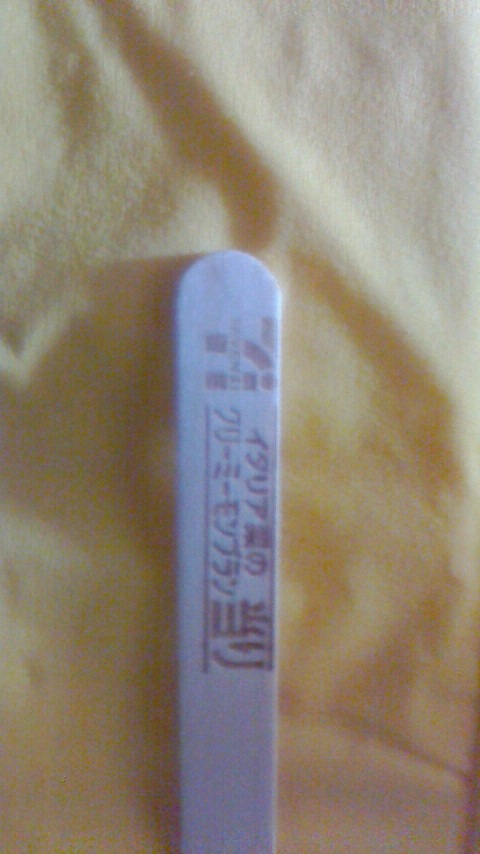 イタリア栗の
クリーミーモンブラン
当り